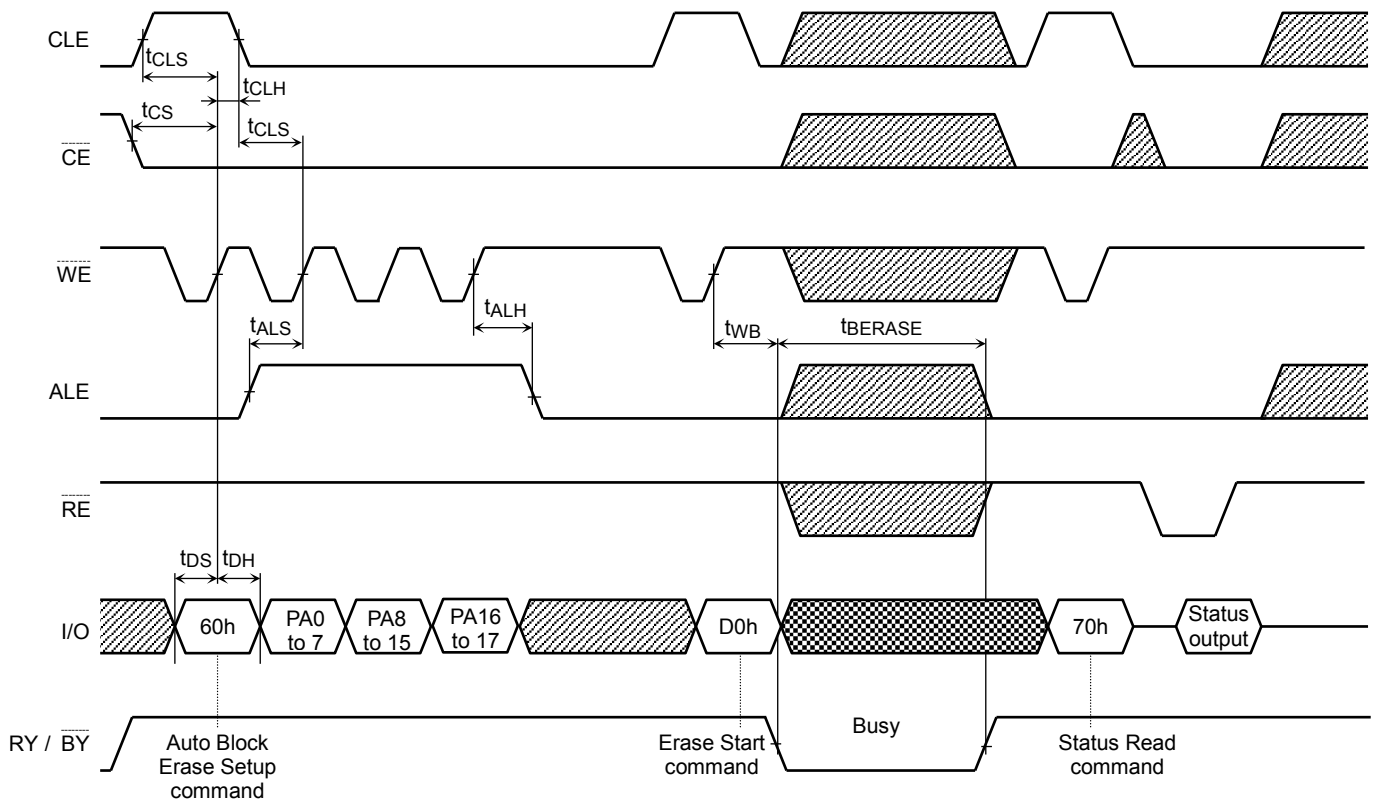 CLE
tCLS
tCLH
tCS
tCLS
CE
WE
tALS
tALH
tWB
tBERASE
ALE
RE
tDS
tDH
I/O
60h
PA0
to 7
PA8
to 15
PA16
to 17
D0h
70h
Status
output
RY / BY
Busy
Auto Block
Erase Setup
command
Erase Start
command
Status Read
command